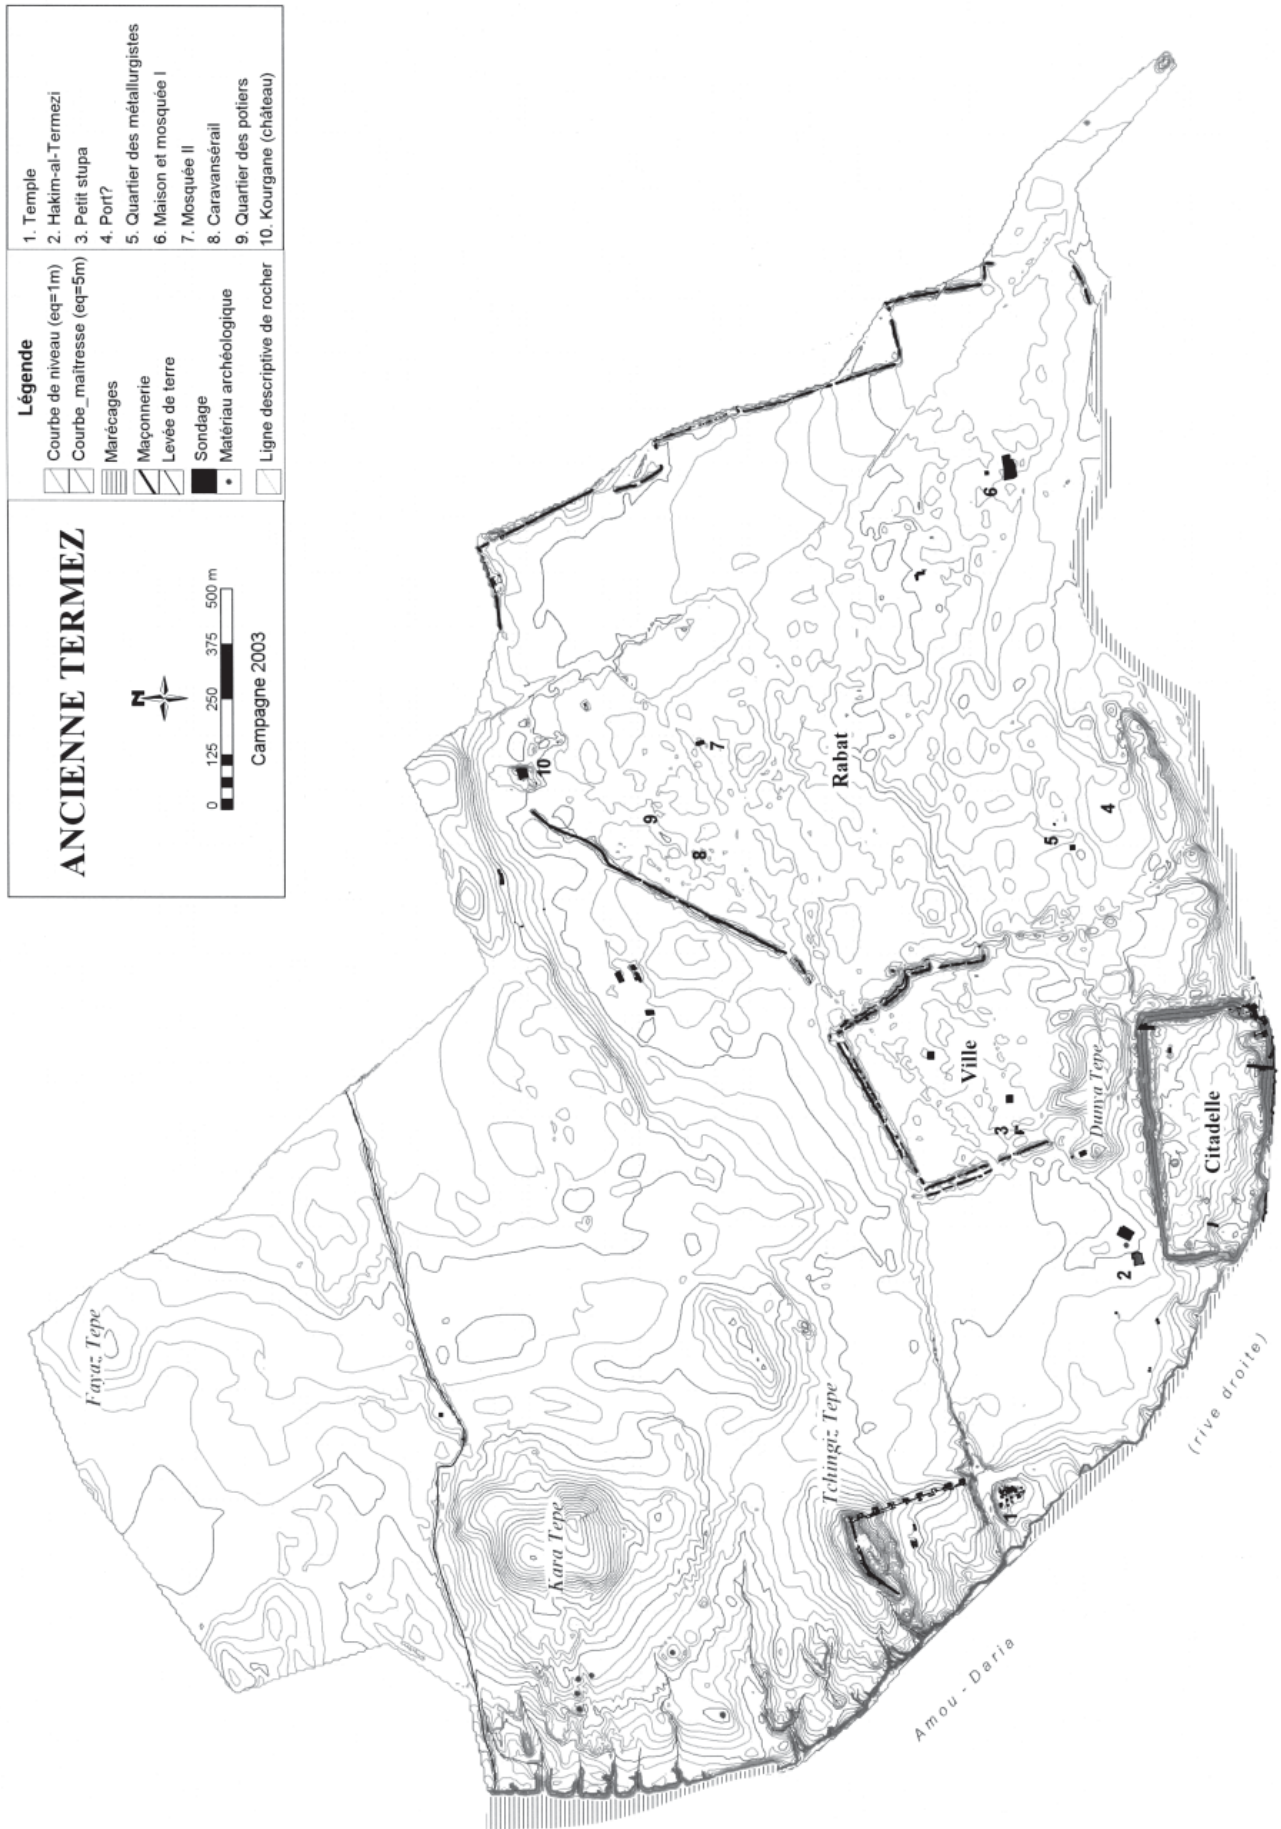 ANCIENNE TERMEZ
N
0 125 250 375 500 m
Campagne 2003
Légende
Courbe de niveau (eq=1m)
Courbe_maîtresse (eq=5m)
Marécages
Maçonnerie
Levée de terre
Sondage
Matériau archéologique
Ligne descriptive de rocher
1. Temple
2. Hakim-al-Termezi
3. Petit stupa
4. Port?
5. Quartier des métallurgistes
6. Maison et mosquée I
7. Mosquée II
8. Caravansérail
9. Quartier des potiers
10. Kourgane (château)
Fayaz Tepe
Kara Tepe
Tchingiz Tepe
10
9
8
7
Rabat
6
Ville
3
5
4
Dunya Tepe
2
1
Citadelle
Amou - Daria
(rive droite)